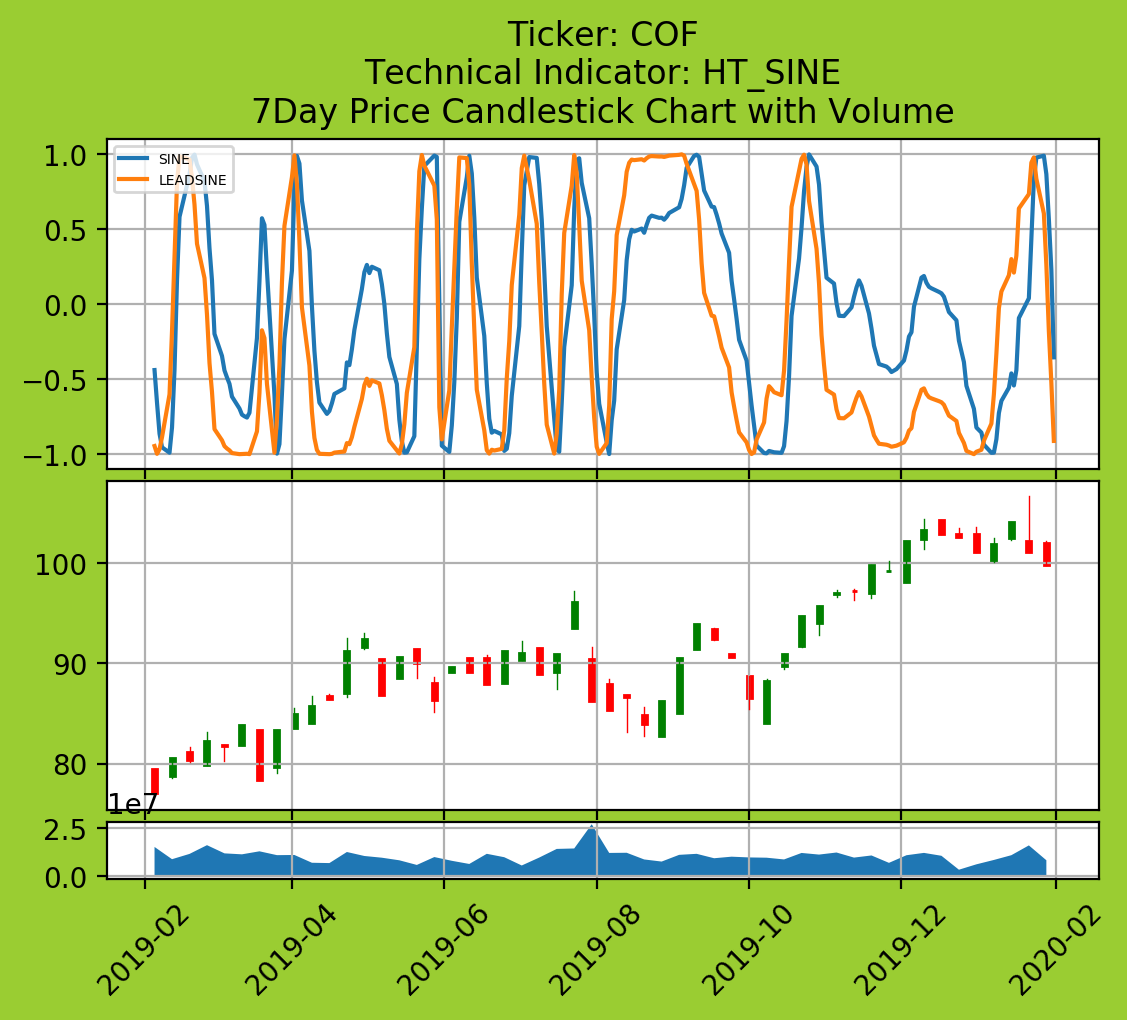 Ticker: COF
Technical Indicator: HT_SINE
7Day Price Candlestick Chart with Volume
SINE
LEADSINE
1.0
0.5
0.0
−0.5
−1.0
100
90
80
1e7
2.5
0.0
2019-02
2019-04
2019-06
2019-08
2019-10
2019-12
2020-02